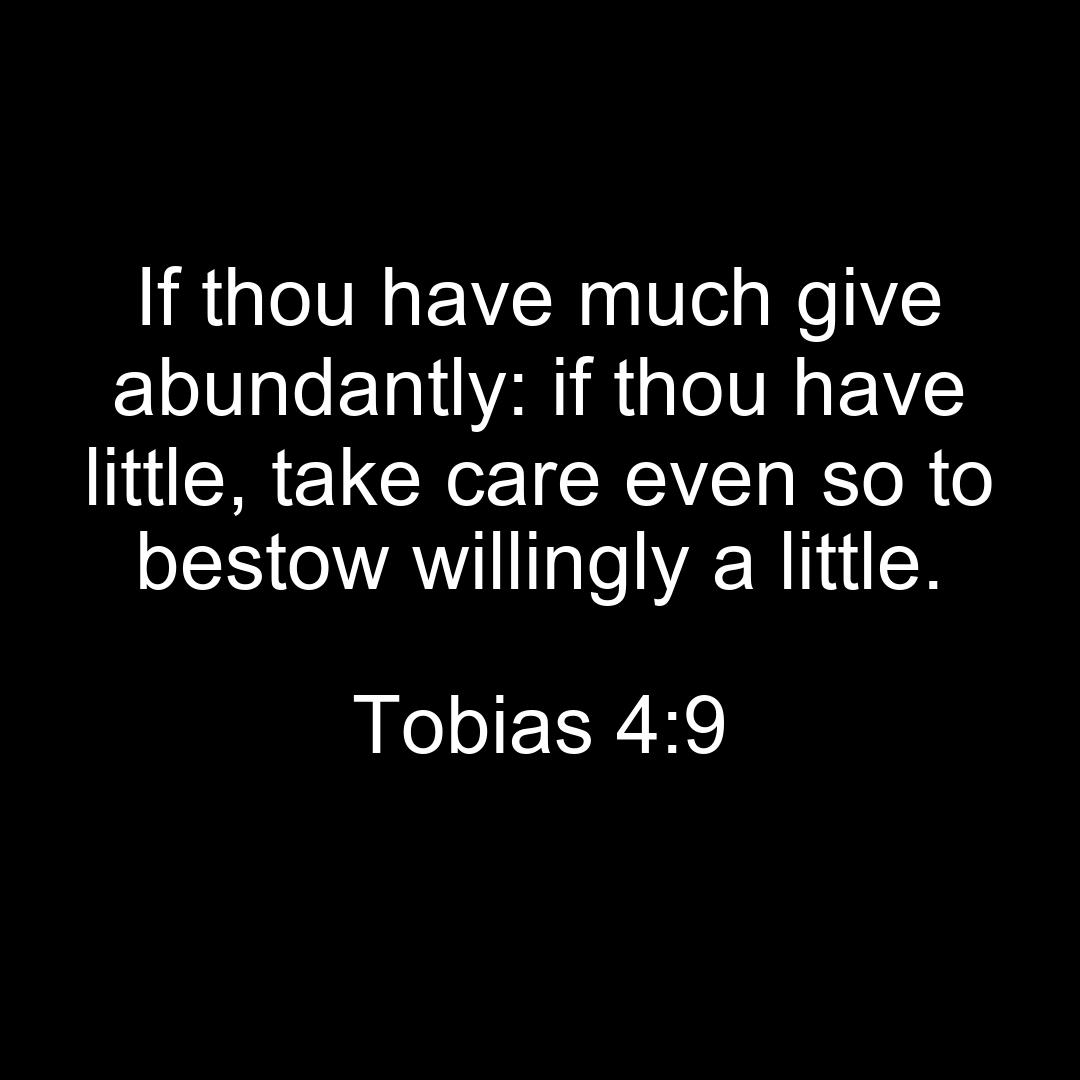 If thou have much give
abundantly: if thou have
little, take care even so to
bestow willingly a little.
Tobias 4:9